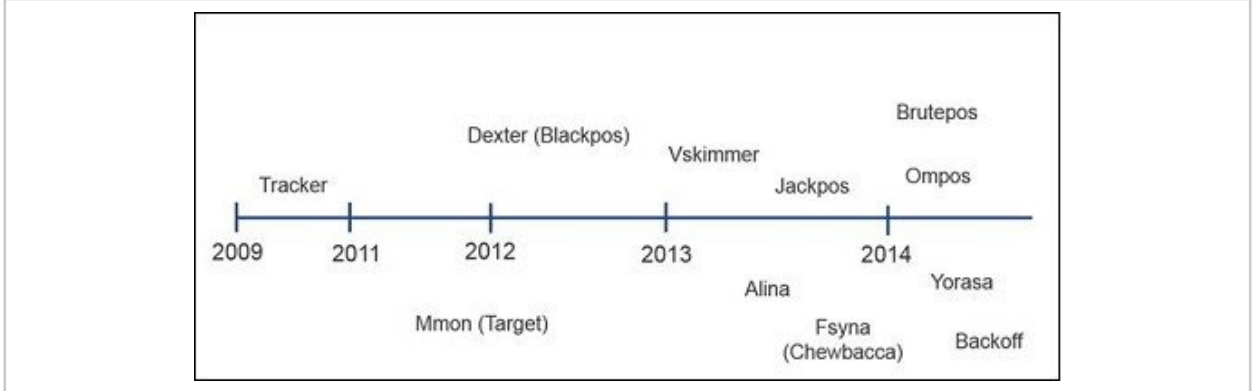 Brutepos
Dexter (Blackpos)
Vskimmer
Tracker
Jackpos
Ompos
2009
2011
2012
2013
2014
Alina
Yorasa
Mmon (Target)
Fsyna
(Chewbacca)
Backoff